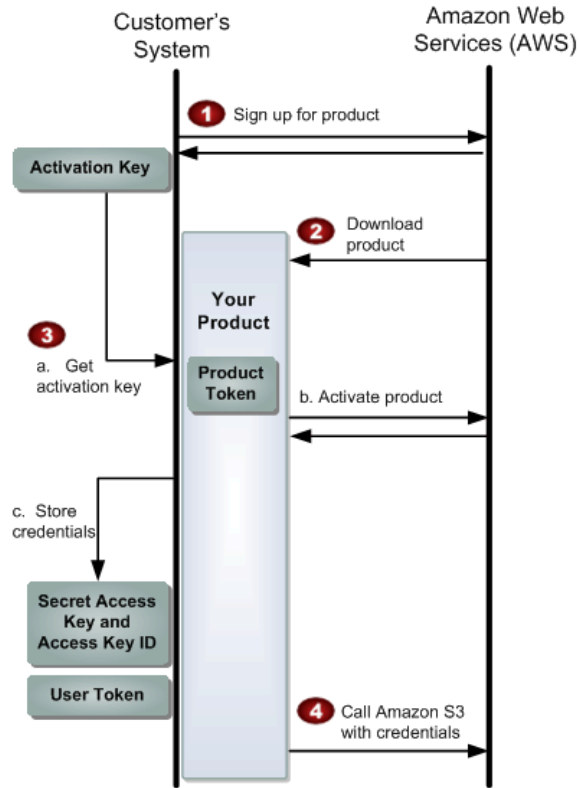 Customer's
System
Amazon Web
Services (AWS)
1
Sign up for product
Activation Key
2
Download
product
Your
Product
3
a. Get
activation key
Product
Token
b. Activate product
c. Store
credentials
Secret Access
Key and
Access Key ID
User Token
4
Call Amazon S3
with credentials